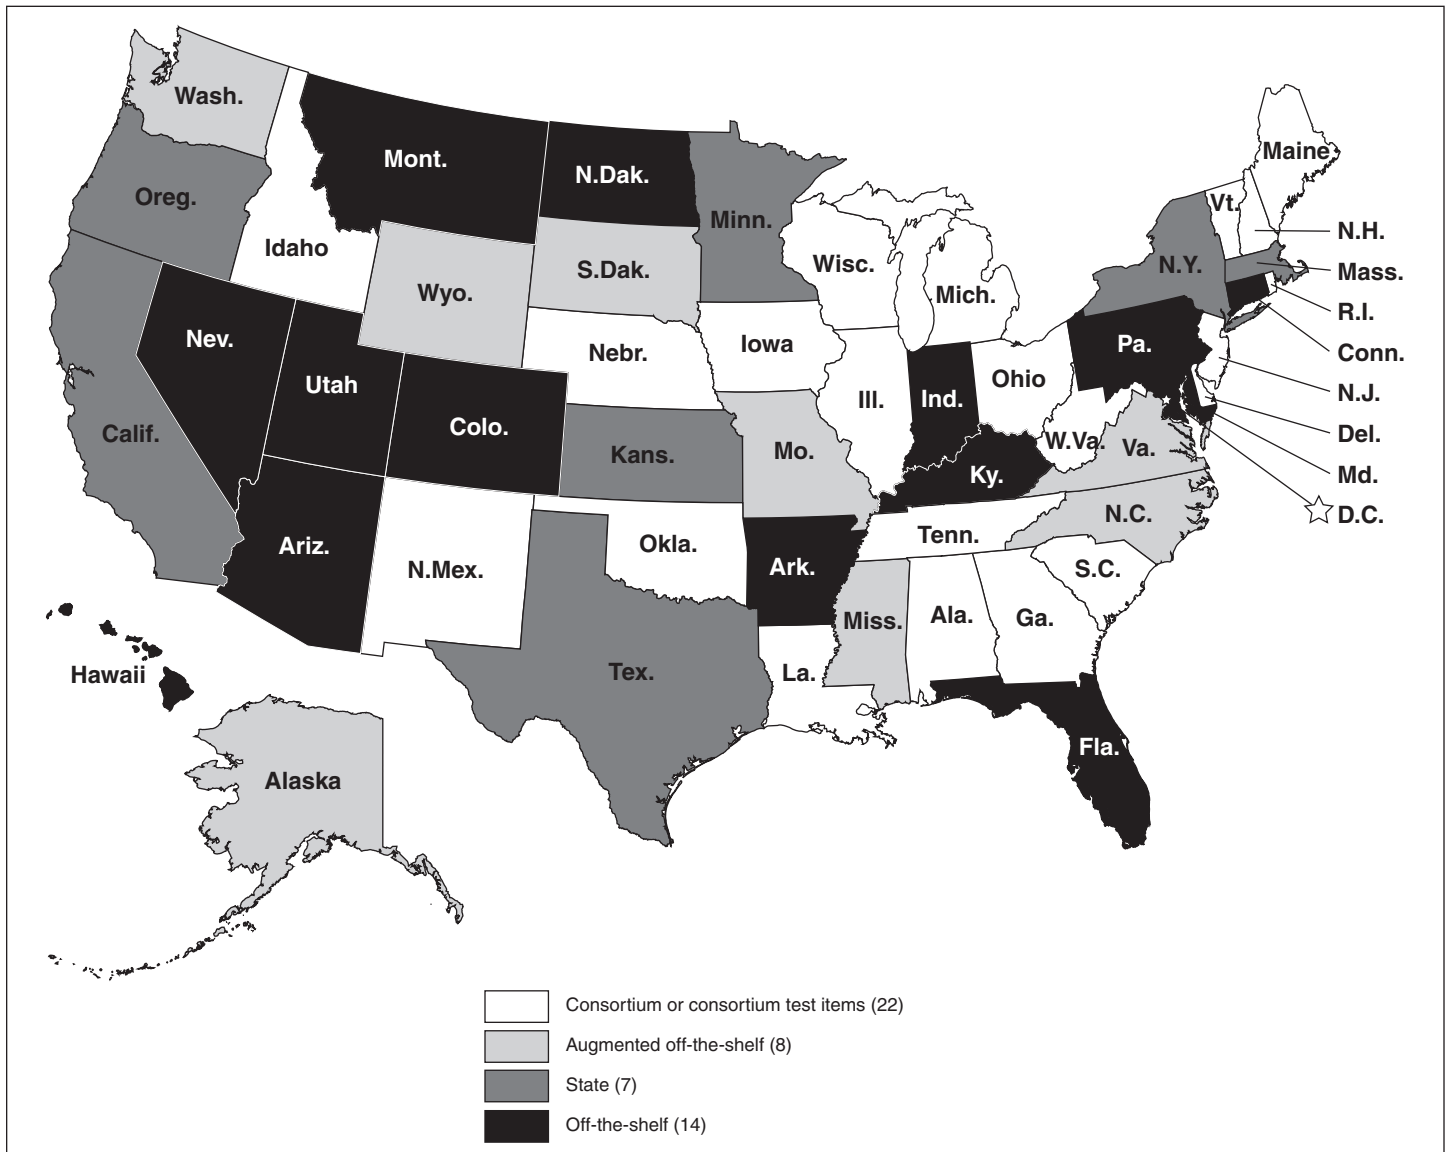 Wash.
Maine
Mont.
N.Dak.
Oreg.
Vt.
Minn.
N.H.
Idaho
Wisc.
N.Y.
S.Dak.
Mass.
Wyo.
Mich.
R.I.
Nev.
Iowa
Pa.
Nebr.
Conn.
Utah
Ohio
N.J.
Ill.
Ind.
Colo.
Calif.
Del.
W.Va.
Va.
Mo.
Kans.
Ky.
Md.
N.C.
D.C.
Tenn.
Okla.
Ariz.
Ark.
N.Mex.
S.C.
Ala.
Ga.
Miss.
Tex.
La.
Hawaii
Fla.
Alaska
Consortium or consortium test items (22)
Augmented off-the-shelf (8)
State (7)
Off-the-shelf (14)